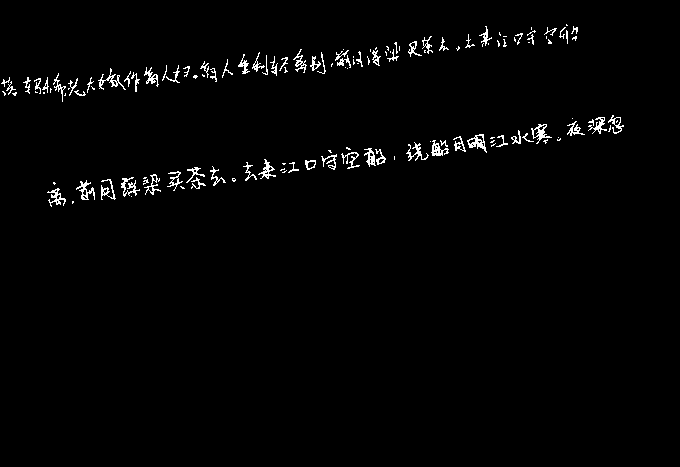 落车马稀老大嫁作商人妇。商人重利轻离别,前月浮梁买茶去。去来江口守空船
离,前月浮梁买茶去。去来江口守空船,绕船月明江水寒。夜深忽